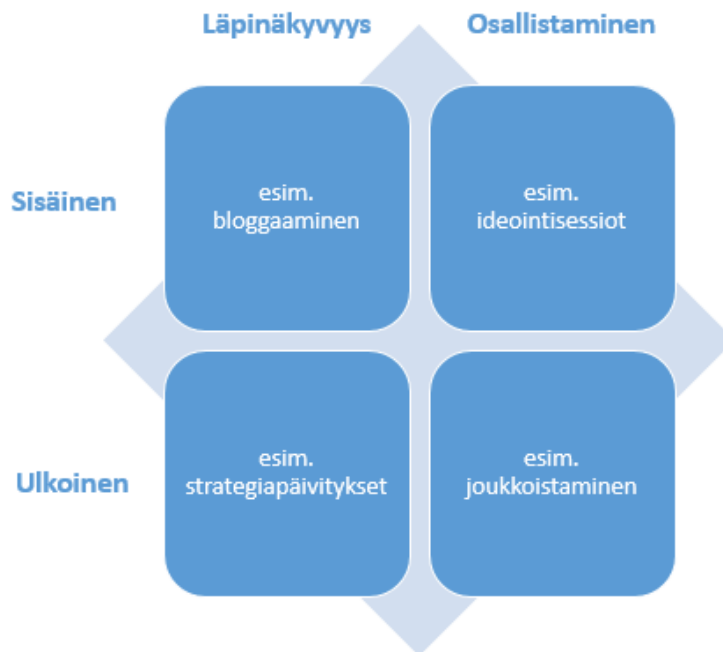 Läpinäkyvyys
Osallistaminen
Sisäinen
esim.
bloggaaminen
esim.
ideointisessiot
Ulkoinen
esim.
strategiapäivitykset
esim.
joukkoistaminen